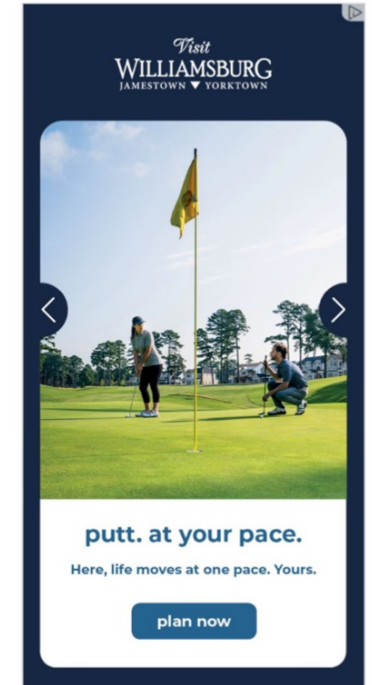 Visit
WILLIAMSBURG
JAMESTOWN ▼ YORKTOWN
putt. at your pace.
Here, life moves at one pace. Yours.
plan now